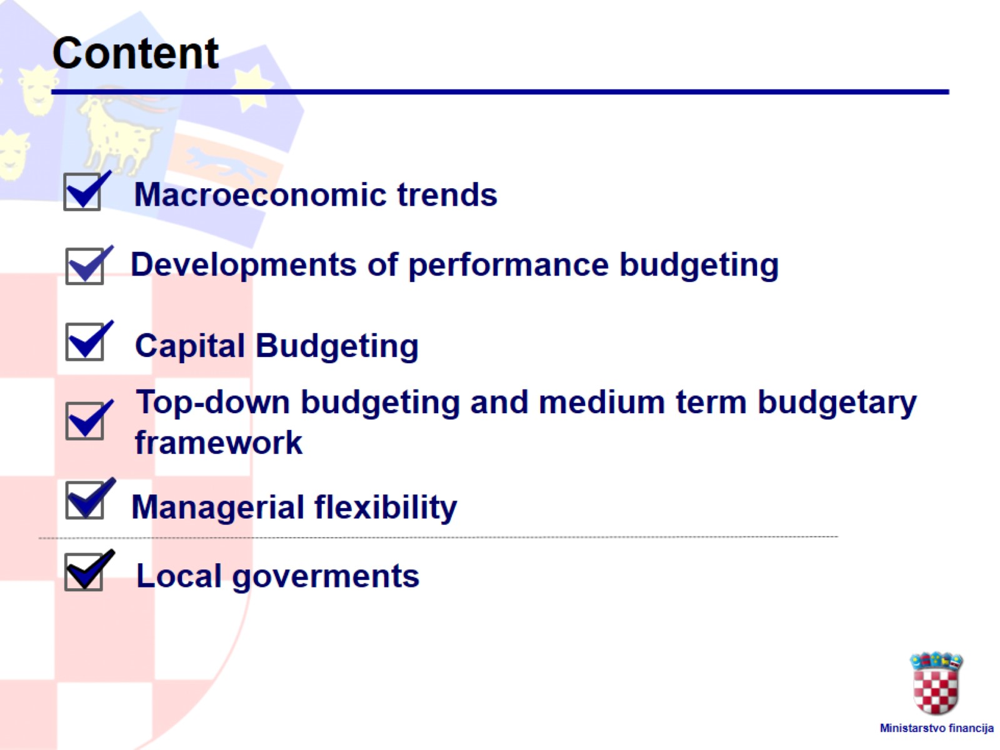 Content
Macroeconomic trends
Developments of performance budgeting
Capital Budgeting
Top-down budgeting and medium term budgetary
framework
Managerial flexibility
Local goverments
Ministarstvo financija